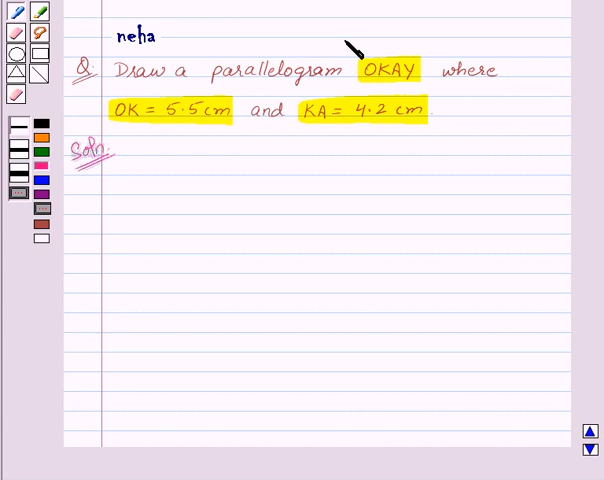 neha
Q. Draw a parallelogram OKAY where
OK = 5.5 cm and KA = 4.2 cm.
Soln: